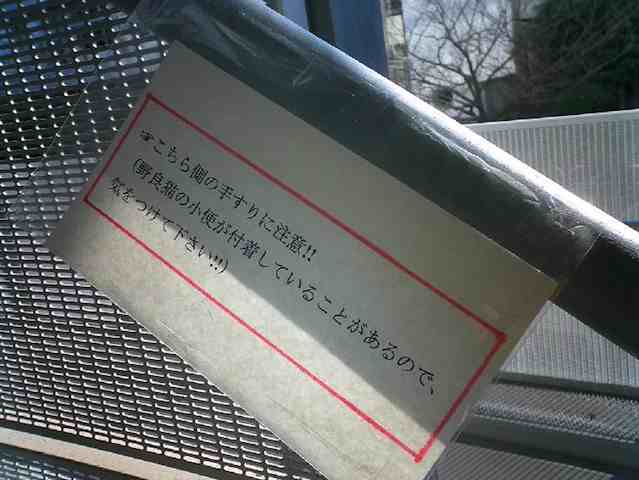 ☞こちら側の手すりに注意!!
(野良猫の小便が付着していることがあるので、
気をつけて下さい!!)